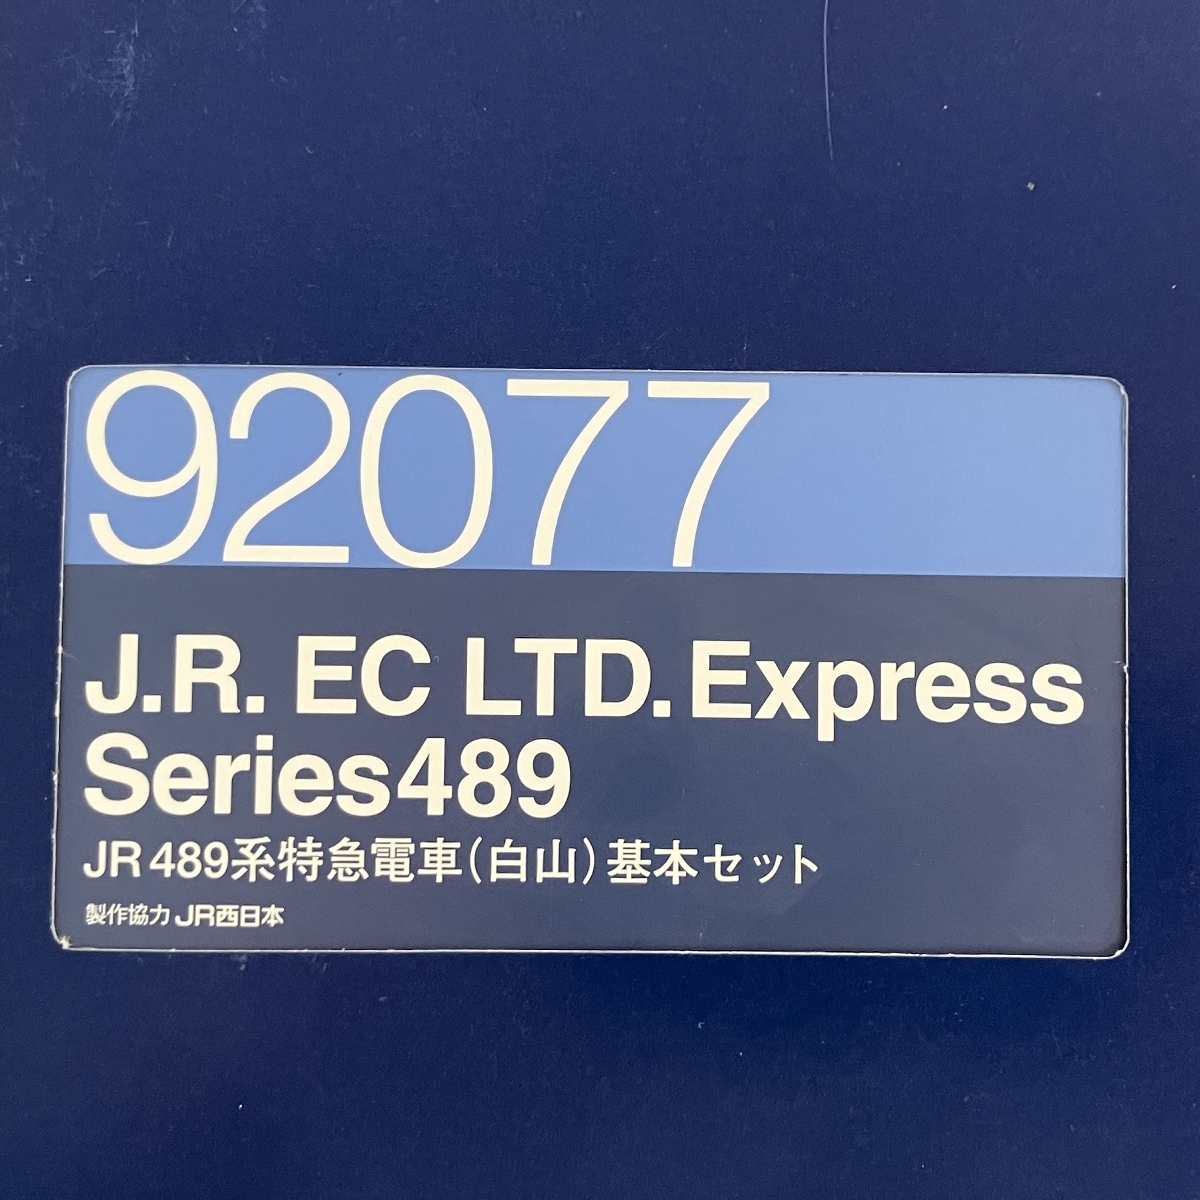 92077
J.R. EC LTD. Express
Series489
JR 489系特急電車(白山)基本セット
製作協力 JR西日本